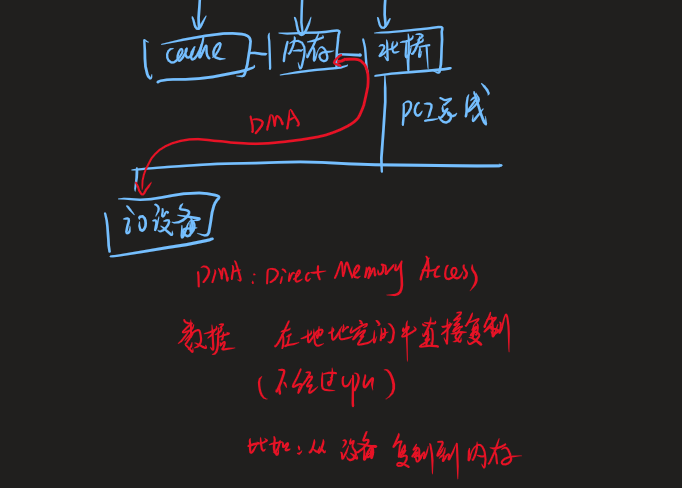 cache 内存 北桥
DMA
PCI系线
io设备
DMA: Direct Memory Access
数据 在地址空间中直接复制
(不经过cpu)
比如:从设备复制到内存